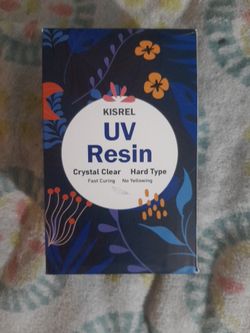 KISREL
UV
Resin
Crystal Clear Hard Type
Fast Curing No Yellowing